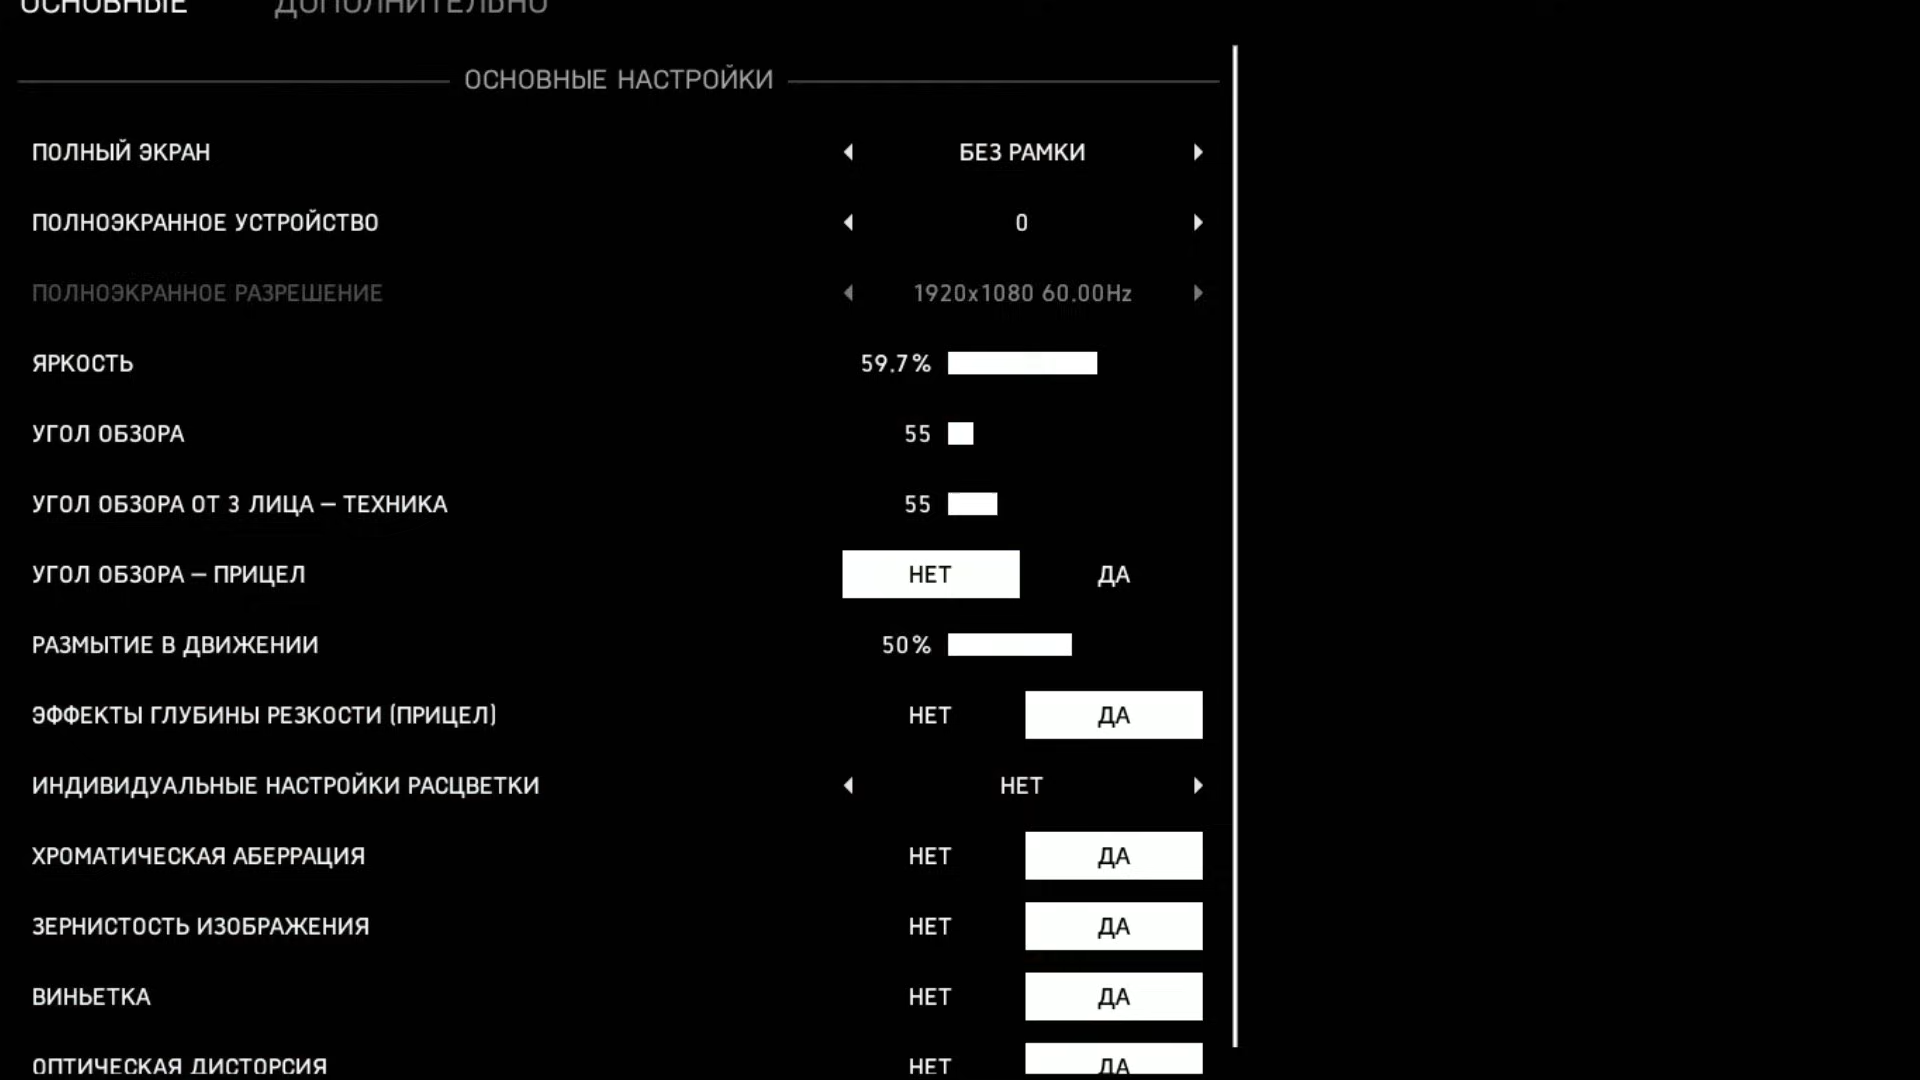 ОСНОВНЫЕ ДОПОЛНИТЕЛЬНО
ОСНОВНЫЕ НАСТРОЙКИ
ПОЛНЫЙ ЭКРАН БЕЗ РАМКИ
ПОЛНОЭКРАННОЕ УСТРОЙСТВО 0
ПОЛНОЭКРАННОЕ РАЗРЕШЕНИЕ 1920x1080 60.00Hz
ЯРКОСТЬ 59.7%
УГОЛ ОБЗОРА 55
УГОЛ ОБЗОРА ОТ 3 ЛИЦА — ТЕХНИКА 55
УГОЛ ОБЗОРА — ПРИЦЕЛ НЕТ ДА
РАЗМЫТИЕ В ДВИЖЕНИИ 50%
ЭФФЕКТЫ ГЛУБИНЫ РЕЗКОСТИ (ПРИЦЕЛ) НЕТ ДА
ИНДИВИДУАЛЬНЫЕ НАСТРОЙКИ РАСЦВЕТКИ НЕТ
ХРОМАТИЧЕСКАЯ АБЕРРАЦИЯ НЕТ ДА
ЗЕРНИСТОСТЬ ИЗОБРАЖЕНИЯ НЕТ ДА
ВИНЬЕТКА НЕТ ДА
ОПТИЧЕСКАЯ ДИСТОРСИЯ НЕТ ДА